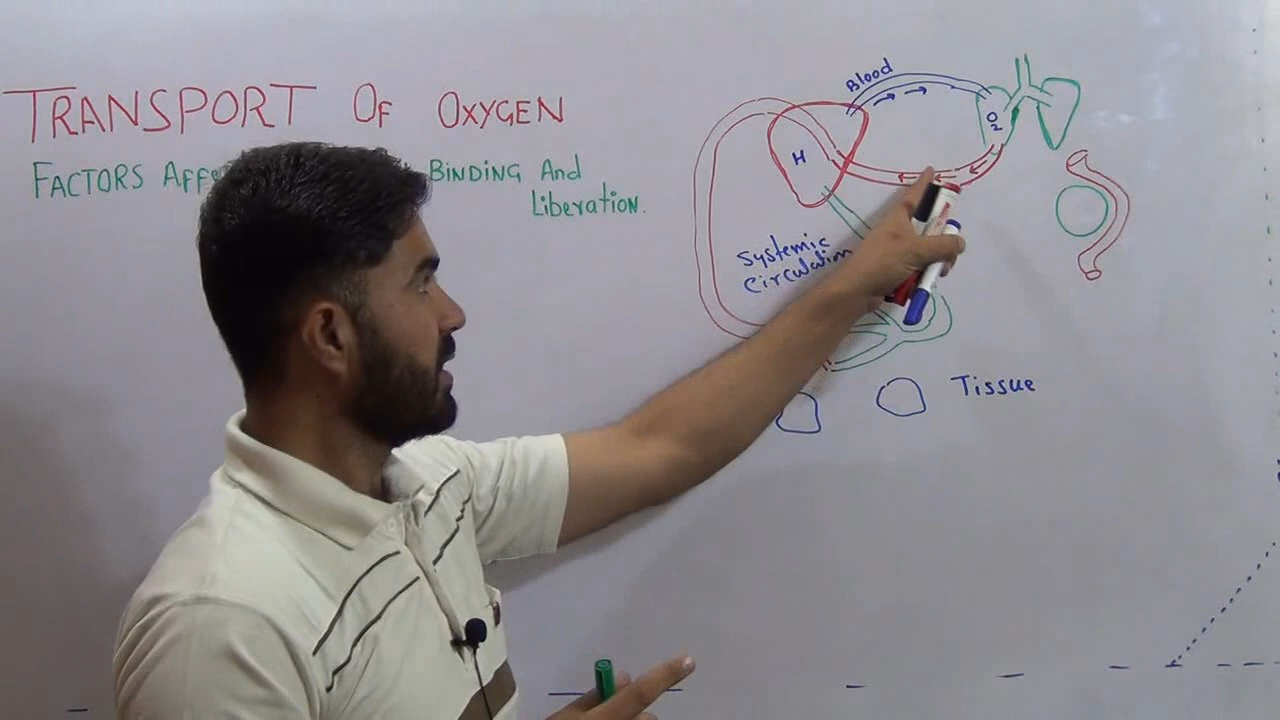 TRANSPORT OF OXYGEN
FACTORS BINDING And
Liberation.
Blood
O2
H
Systemic
Circulation
Tissue